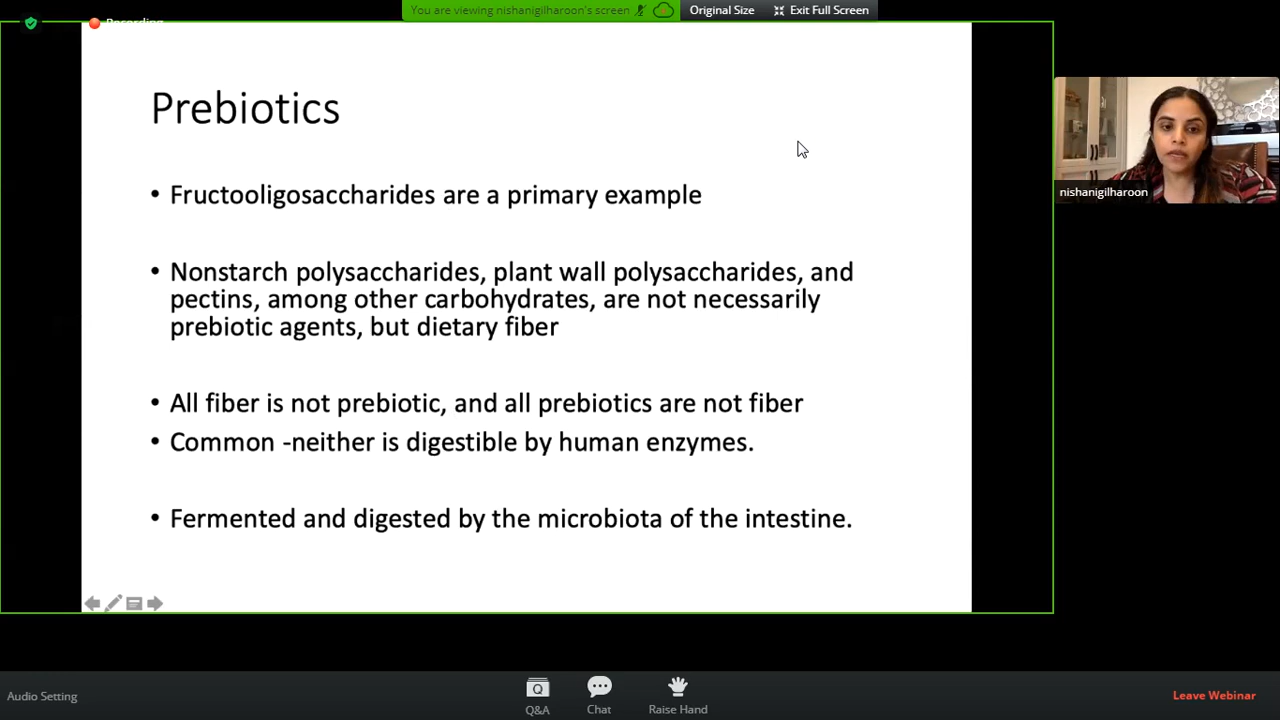 You are viewing nishanigilharoon's screen
Original Size
Exit Full Screen
Recording
Prebiotics
nishanigilharoon
• Fructooligosaccharides are a primary example
• Nonstarch polysaccharides, plant wall polysaccharides, and
pectins, among other carbohydrates, are not necessarily
prebiotic agents, but dietary fiber
• All fiber is not prebiotic, and all prebiotics are not fiber
• Common -neither is digestible by human enzymes.
• Fermented and digested by the microbiota of the intestine.
Audio Setting
Q&A
Chat
Raise Hand
Leave Webinar